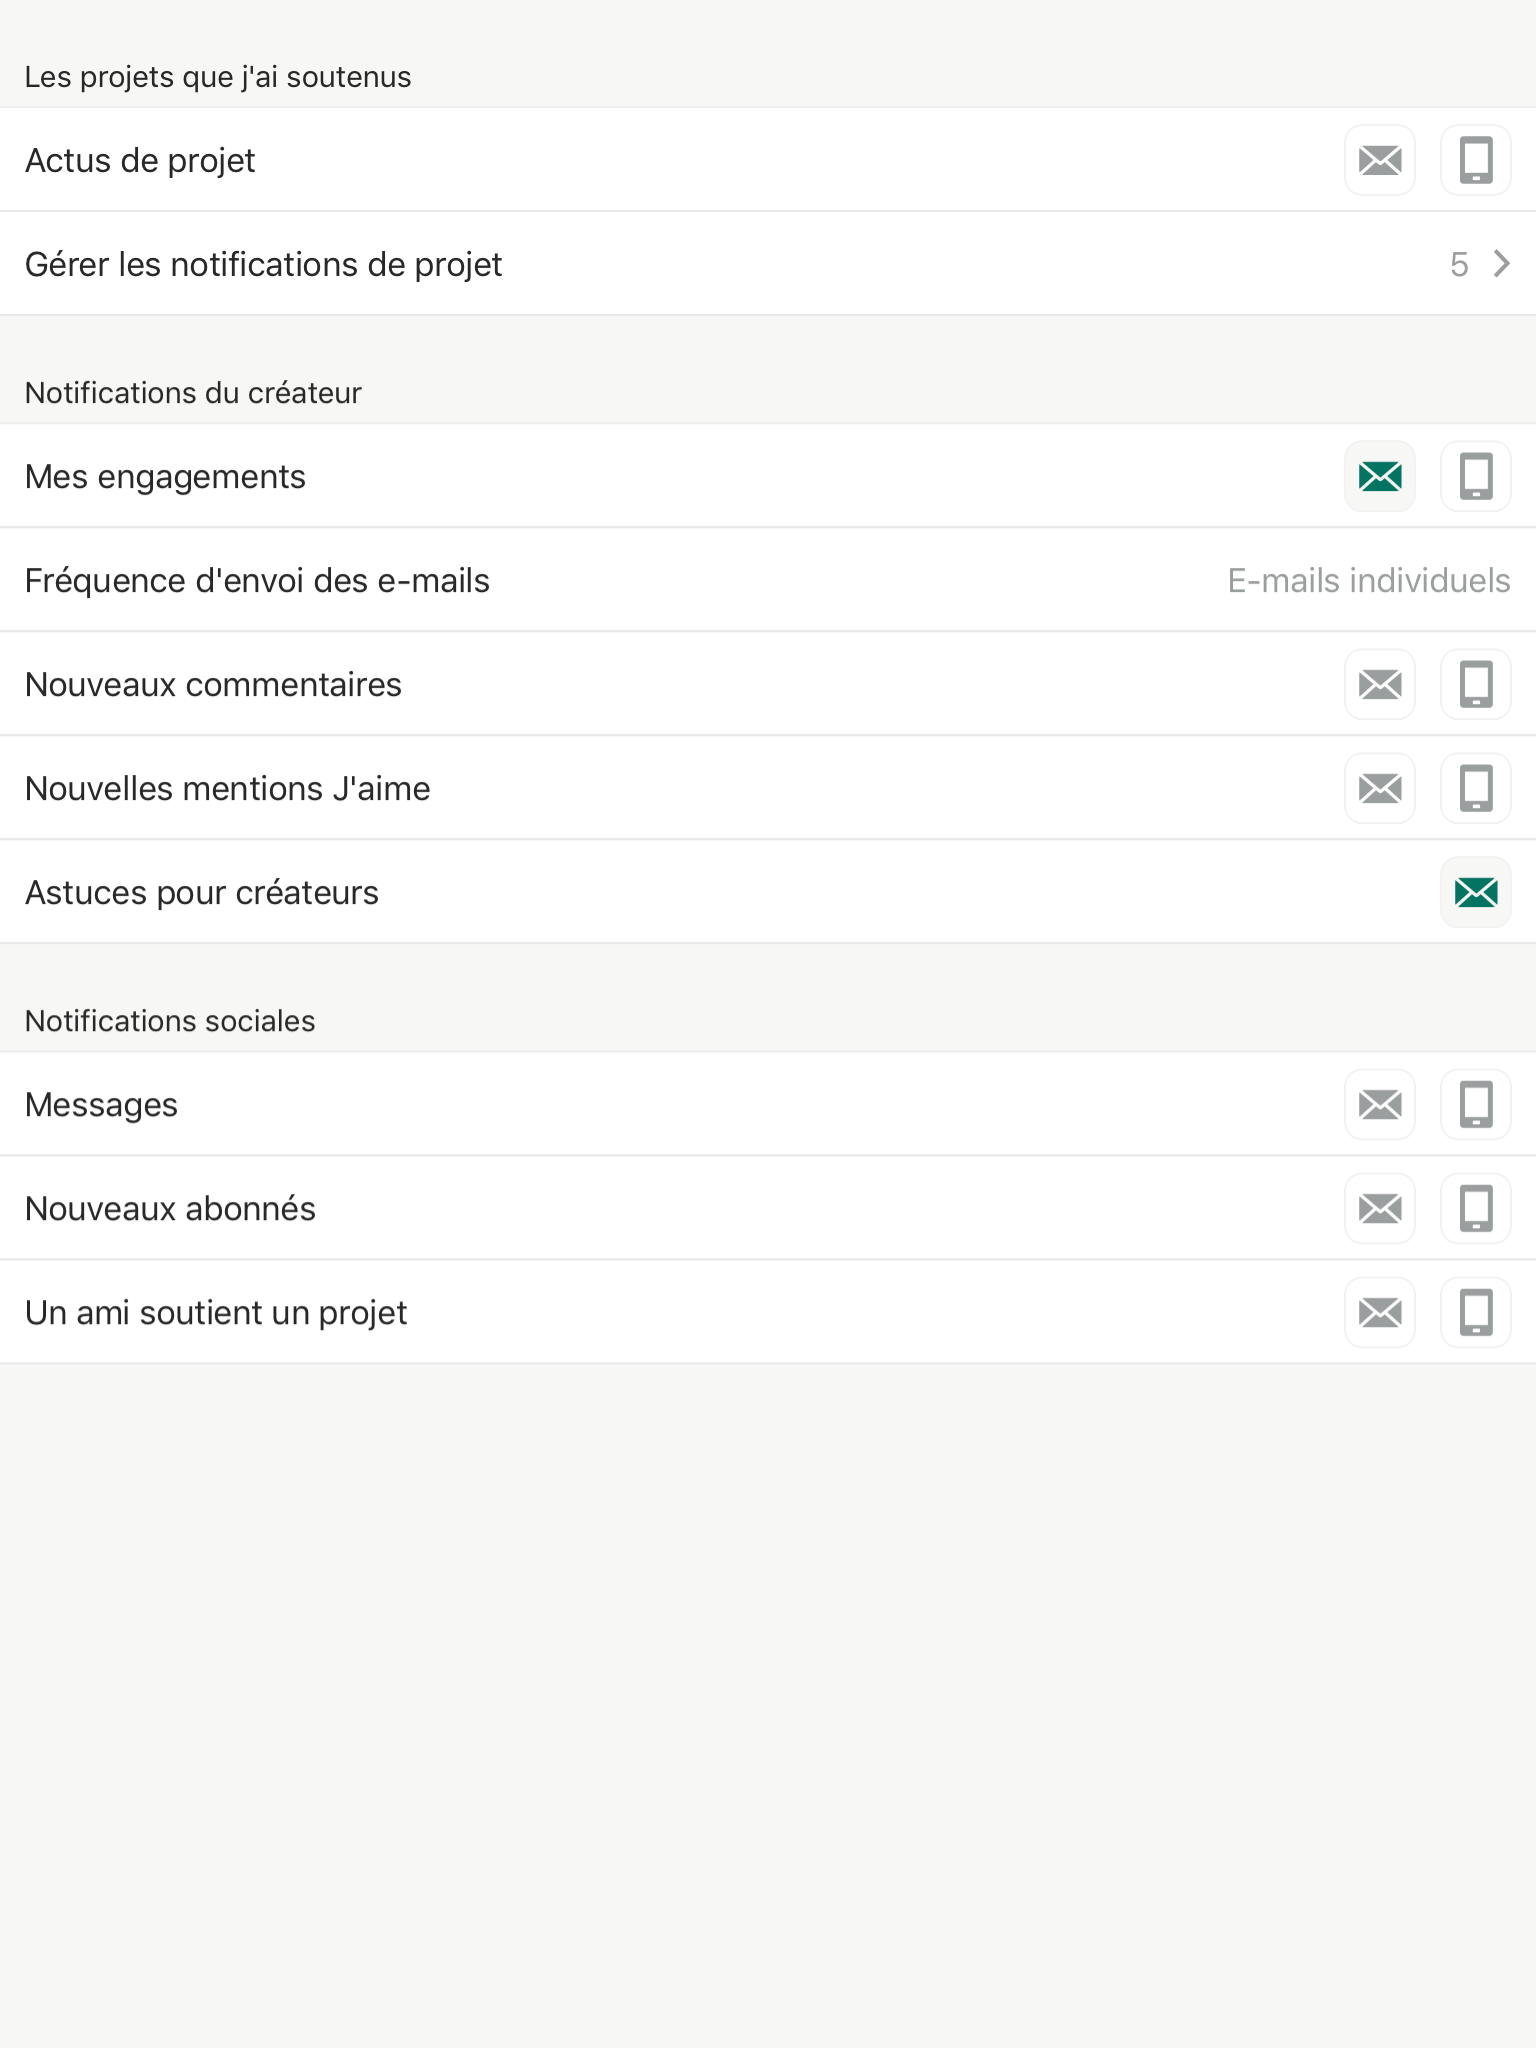 Les projets que j'ai soutenus
Actus de projet
Gérer les notifications de projet 5
Notifications du créateur
Mes engagements
Fréquence d'envoi des e-mails E-mails individuels
Nouveaux commentaires
Nouvelles mentions J'aime
Astuces pour créateurs
Notifications sociales
Messages
Nouveaux abonnés
Un ami soutient un projet